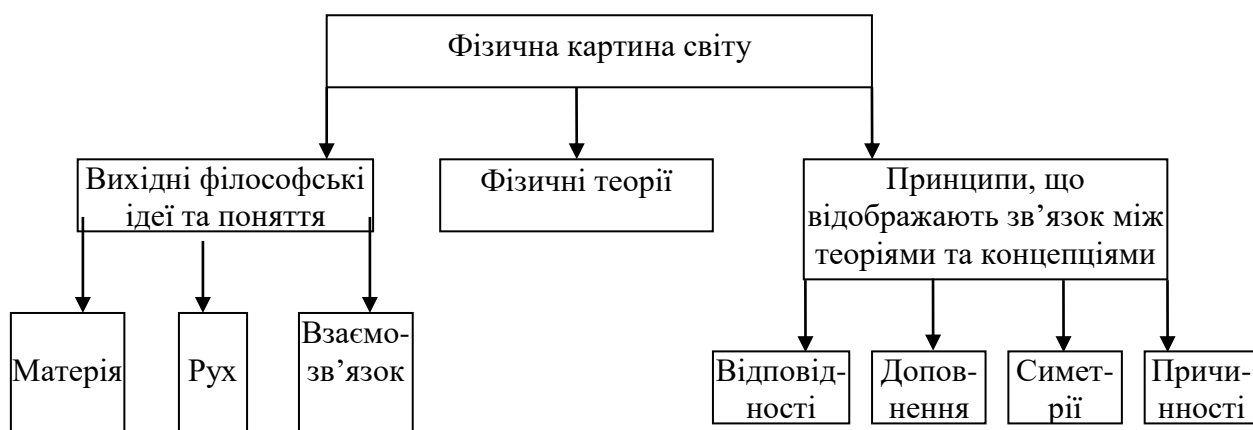 Фізична картина світу
Вихідні філософські
ідеї та поняття
Фізичні теорії
Принципи, що
відображають зв’язок між
теоріями та концепціями
Матерія
Рух
Взаємо-
зв’язок
Відповід-
ності
Допов-
нення
Симет-
рії
Причи-
нності